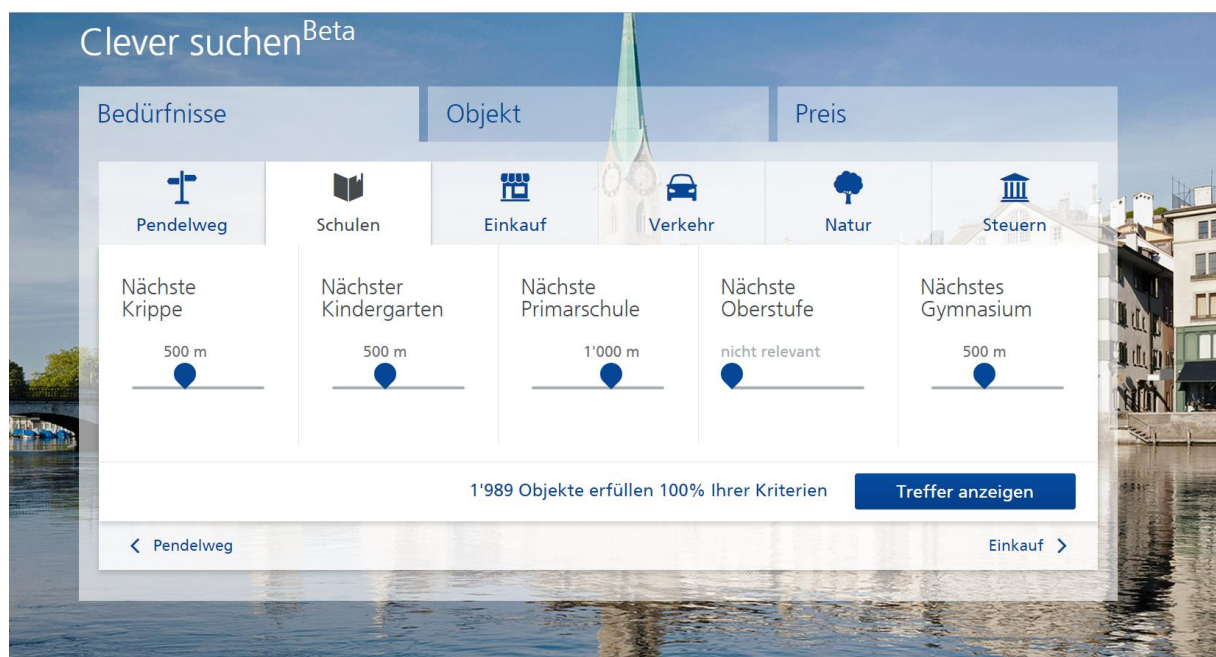 Clever suchen Beta
Bedürfnisse Objekt Preis
Pendelweg Schulen Einkauf Verkehr Natur Steuern
Nächste
Krippe
500 m
Nächster
Kindergarten
500 m
Nächste
Primarschule
1'000 m
Nächste
Oberstufe
nicht relevant
Nächstes
Gymnasium
500 m
1'989 Objekte erfüllen 100% Ihrer Kriterien
Treffer anzeigen
Pendelweg
Einkauf